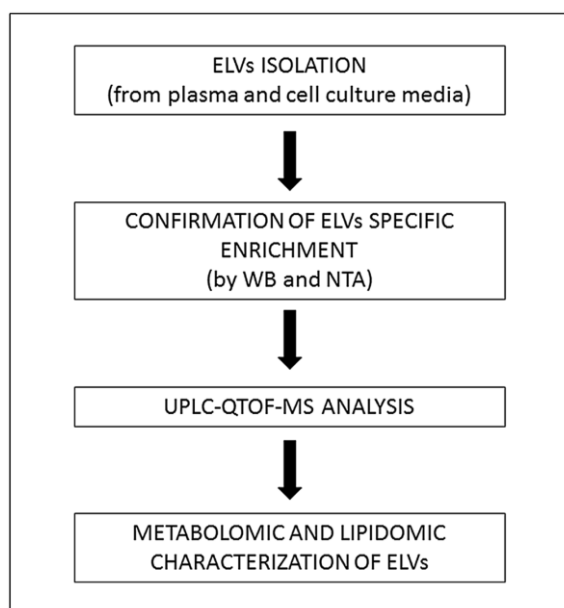 ELVs ISOLATION
(from plasma and cell culture media)
CONFIRMATION OF ELVs SPECIFIC
ENRICHMENT
(by WB and NTA)
UPLC-QTOF-MS ANALYSIS
METABOLOMIC AND LIPIDOMIC
CHARACTERIZATION OF ELVs